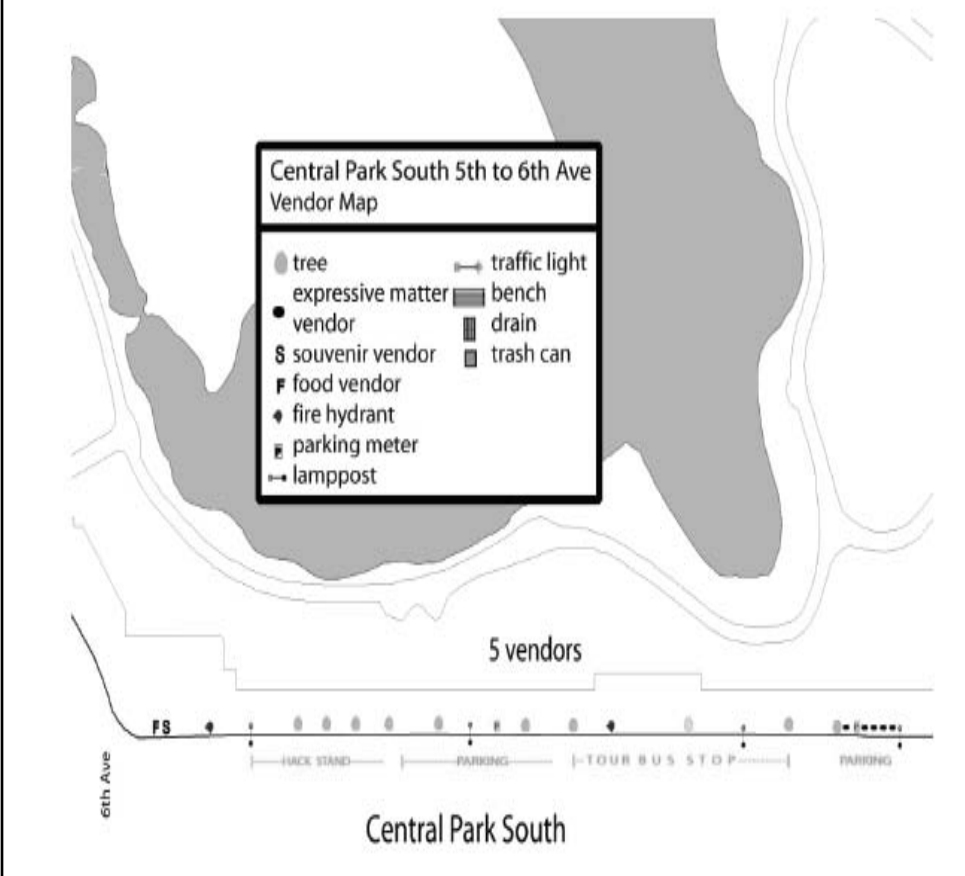 Central Park South 5th to 6th Ave
Vendor Map
tree
expressive matter
vendor
S souvenir vendor
F food vendor
fire hydrant
P parking meter
lamppost
traffic light
bench
drain
trash can
5 vendors
F S
HACK STAND
PARKING
TOUR BUS STOP
PARKING
6th Ave
Central Park South